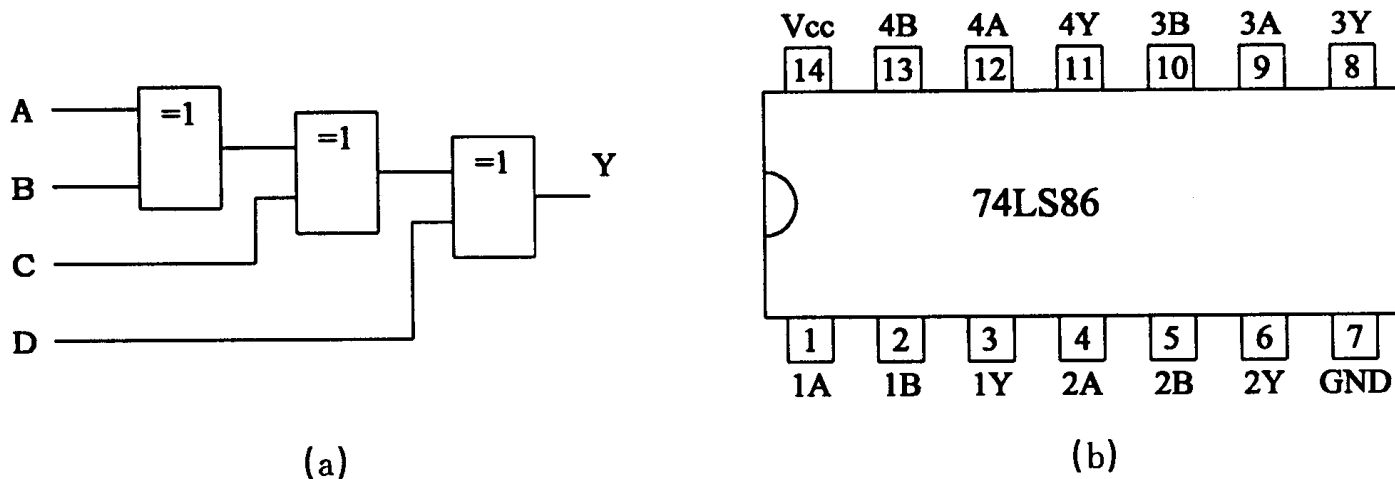 A
B
C
D
=1
=1
=1
Y
(a)
Vcc 4B 4A 4Y 3B 3A 3Y
14 13 12 11 10 9 8
74LS86
1 2 3 4 5 6 7
1A 1B 1Y 2A 2B 2Y GND
(b)